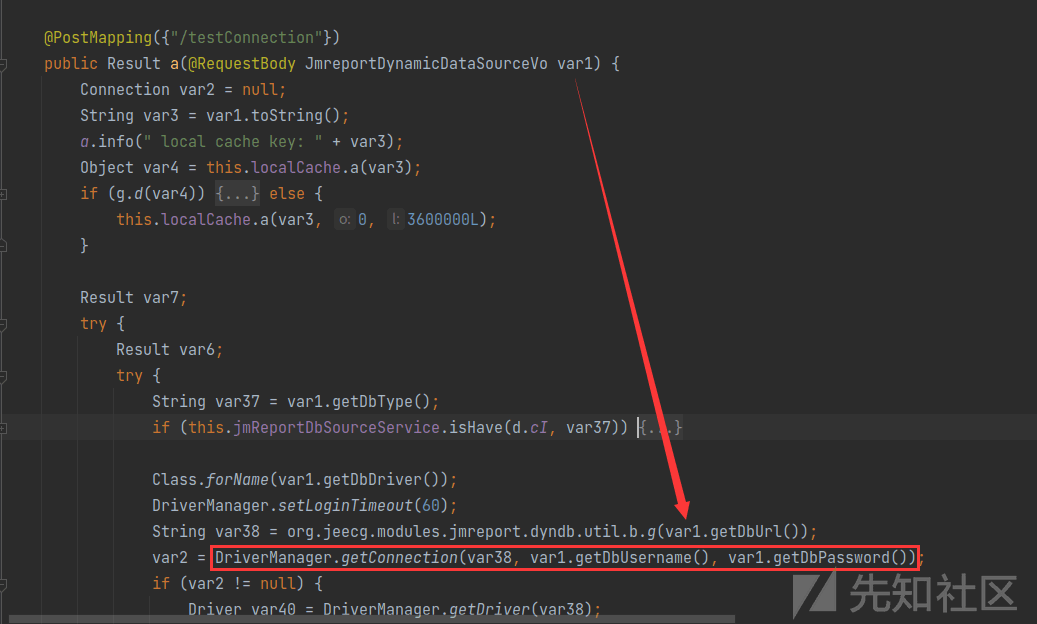 @PostMapping({"/testConnection"})
public Result a(@RequestBody JmreportDynamicDataSourceVo var1) {
Connection var2 = null;
String var3 = var1.toString();
a.info(" local cache key: " + var3);
Object var4 = this.localCache.a(var3);
if (g.d(var4)) {...} else {
this.localCache.a(var3, o: 0, l: 3600000L);
}
Result var7;
try {
Result var6;
try {
String var37 = var1.getDbType();
if (this.jmReportDbSourceService.isHave(d.cI, var37)) {...}
Class.forName(var1.getDbDriver());
DriverManager.setLoginTimeout(60);
String var38 = org.jeecg.modules.jmreport.dyndb.util.b.g(var1.getDbUrl());
var2 = DriverManager.getConnection(var38, var1.getDbUsername(), var1.getDbPassword());
if (var2 != null) {
Driver var40 = DriverManager.getDriver(var38);
先知社区